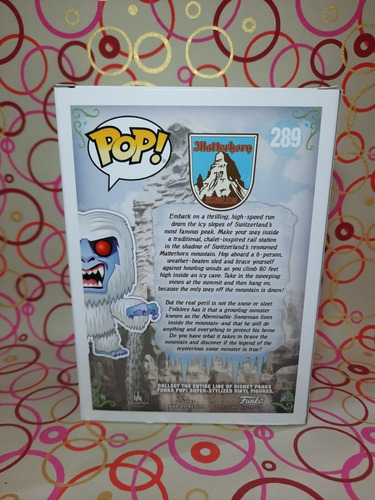 POP!
Matterhorn
289
Embark on a thrilling, high-speed run
down the icy slopes of Switzerland's
most famous peak. Make your way inside
a traditional, chalet-inspired rail station
in the shadow of Switzerland's renowned
Matterhorn mountain. Hop aboard a 6-person,
weather-beaten sled and brace yourself
against howling winds as you climb 80 feet
high inside an icy cave. Take in the sweeping
views at the summit and then hang on,
because the only way off the mountain is down!
But the real peril is not the snow or sleet.
Folklore has it that a growling monster
known as the Abominable Snowman lives
inside the mountain-and that he will do
anything and everything to protect his home.
Do you have what it takes to brave the
mountain and discover if the legend of the
mysterious snow monster is true?
COLLECT THE ENTIRE LINE OF DISNEY PARKS
FUNKO POP! SUPER-STYLIZED VINYL FIGURES.
Funko